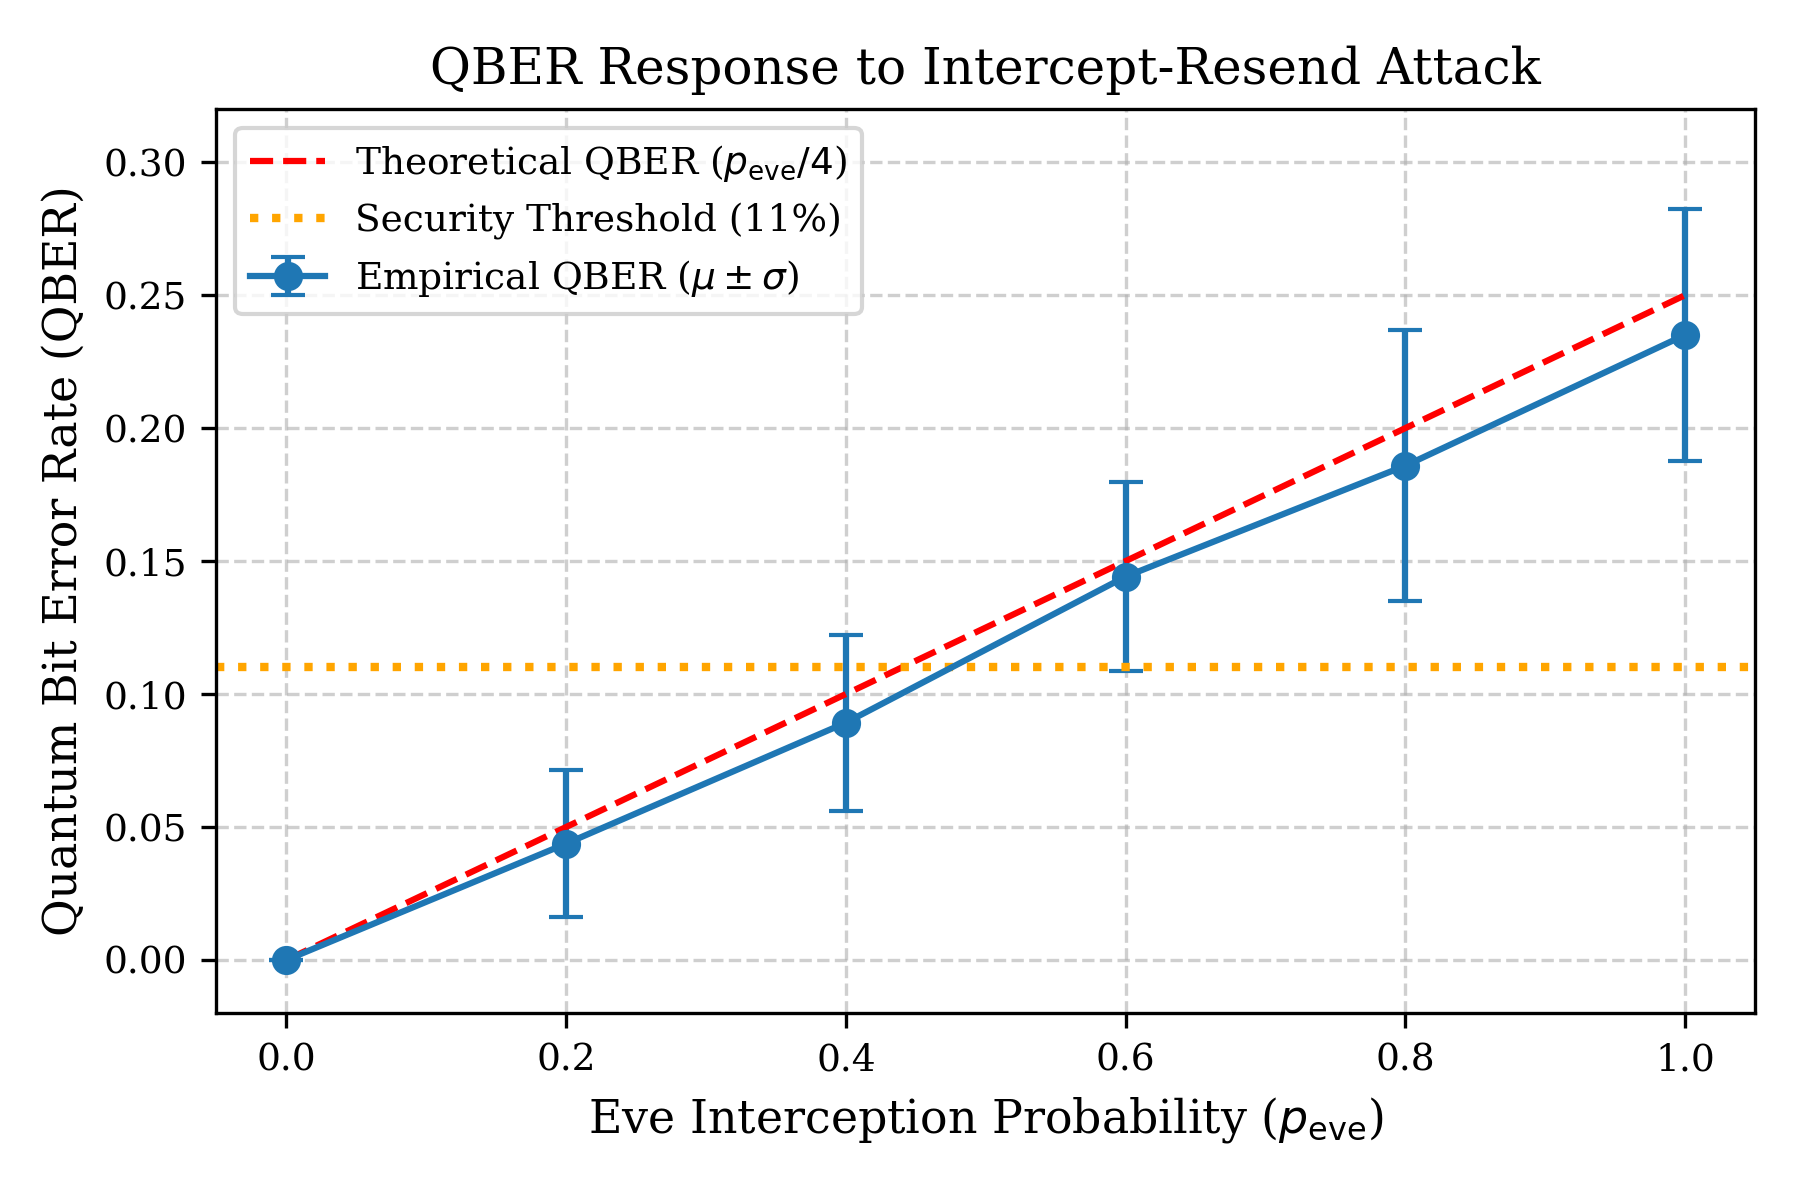 QBER Response to Intercept-Resend Attack
Theoretical QBER (p_eve/4)
Security Threshold (11%)
Empirical QBER (μ ± σ)
Quantum Bit Error Rate (QBER)
0.30
0.25
0.20
0.15
0.10
0.05
0.00
0.0 0.2 0.4 0.6 0.8 1.0
Eve Interception Probability (p_eve)